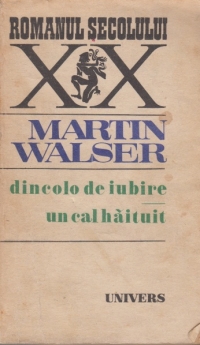 ROMANUL SECOLULUI
XX
MARTIN
WALSER
dincolo de iubire
un cal hăituit
UNIVERS